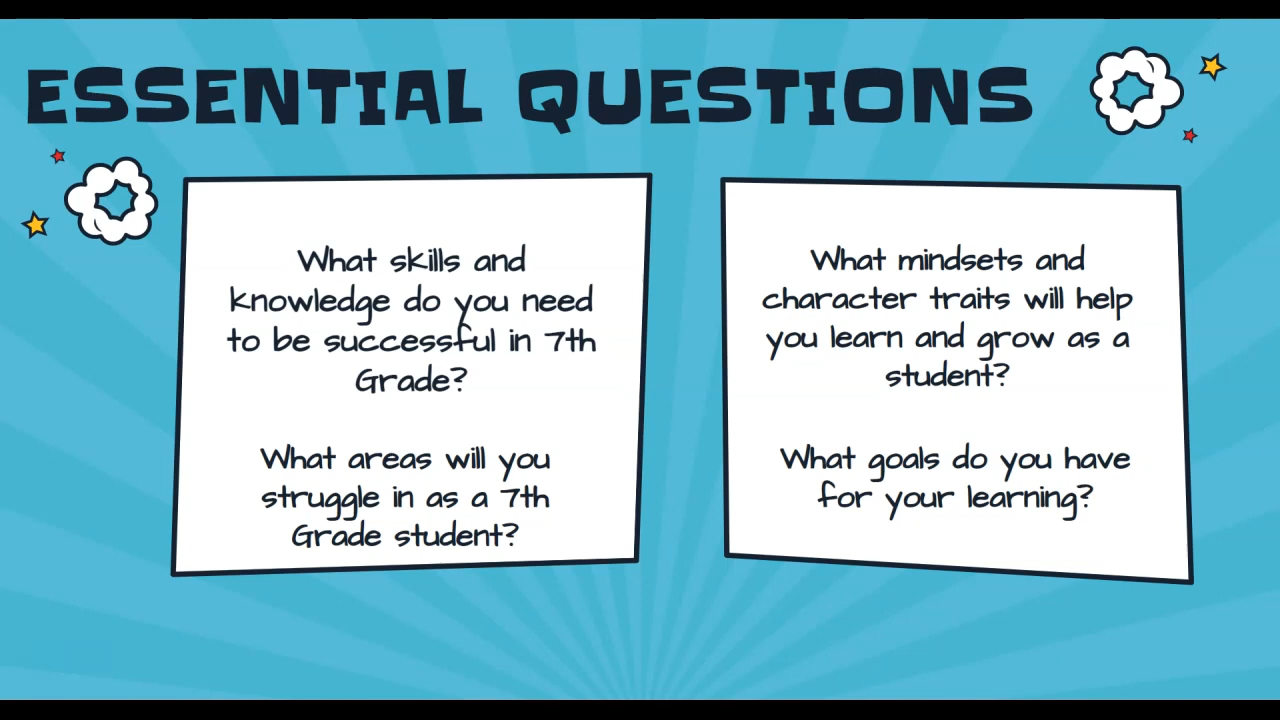 ESSENTIAL QUESTIONS
What skills and
knowledge do you need
to be successful in 7th
Grade?
What areas will you
struggle in as a 7th
Grade student?
What mindsets and
character traits will help
you learn and grow as a
student?
What goals do you have
for your learning?